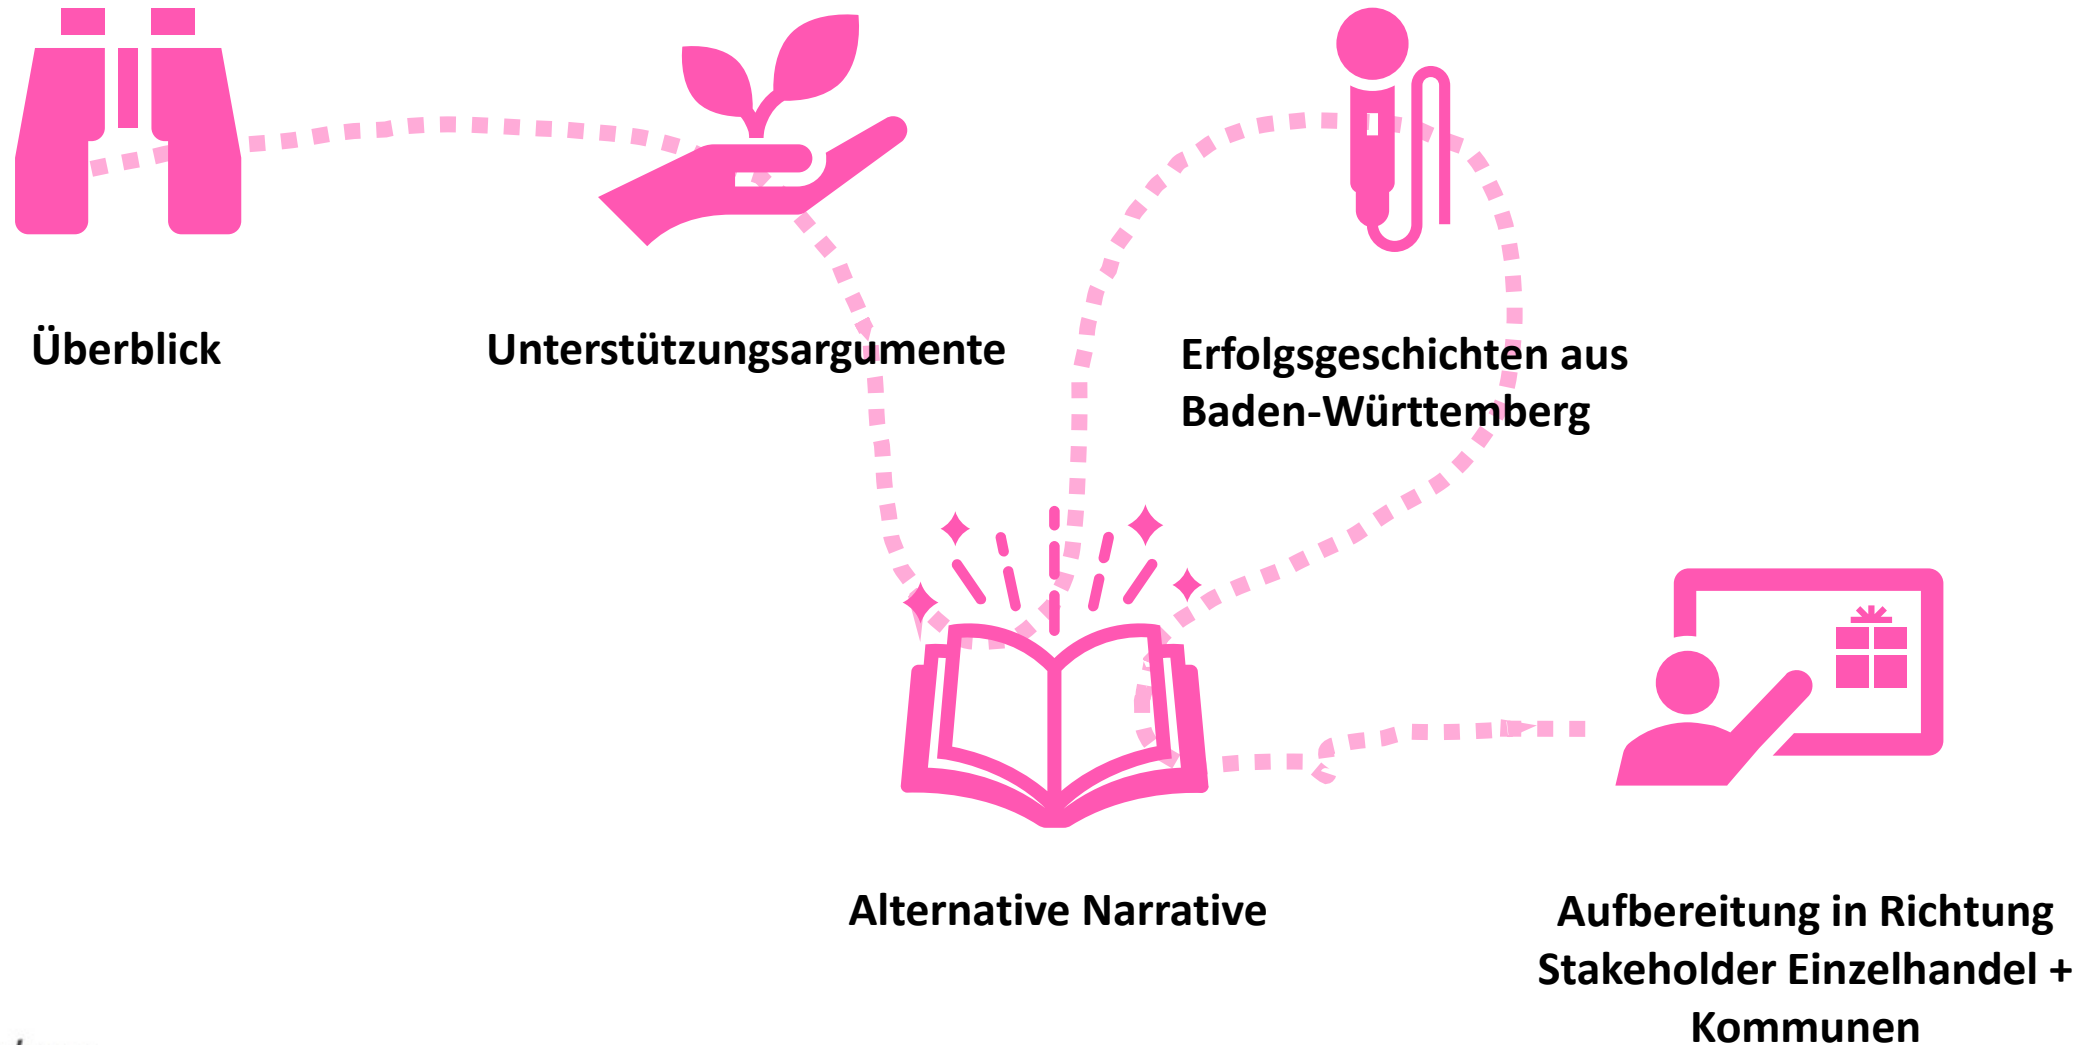 Überblick
Unterstützungsargumente
Erfolgsgeschichten aus
Baden-Württemberg
Alternative Narrative
Aufbereitung in Richtung
Stakeholder Einzelhandel +
Kommunen